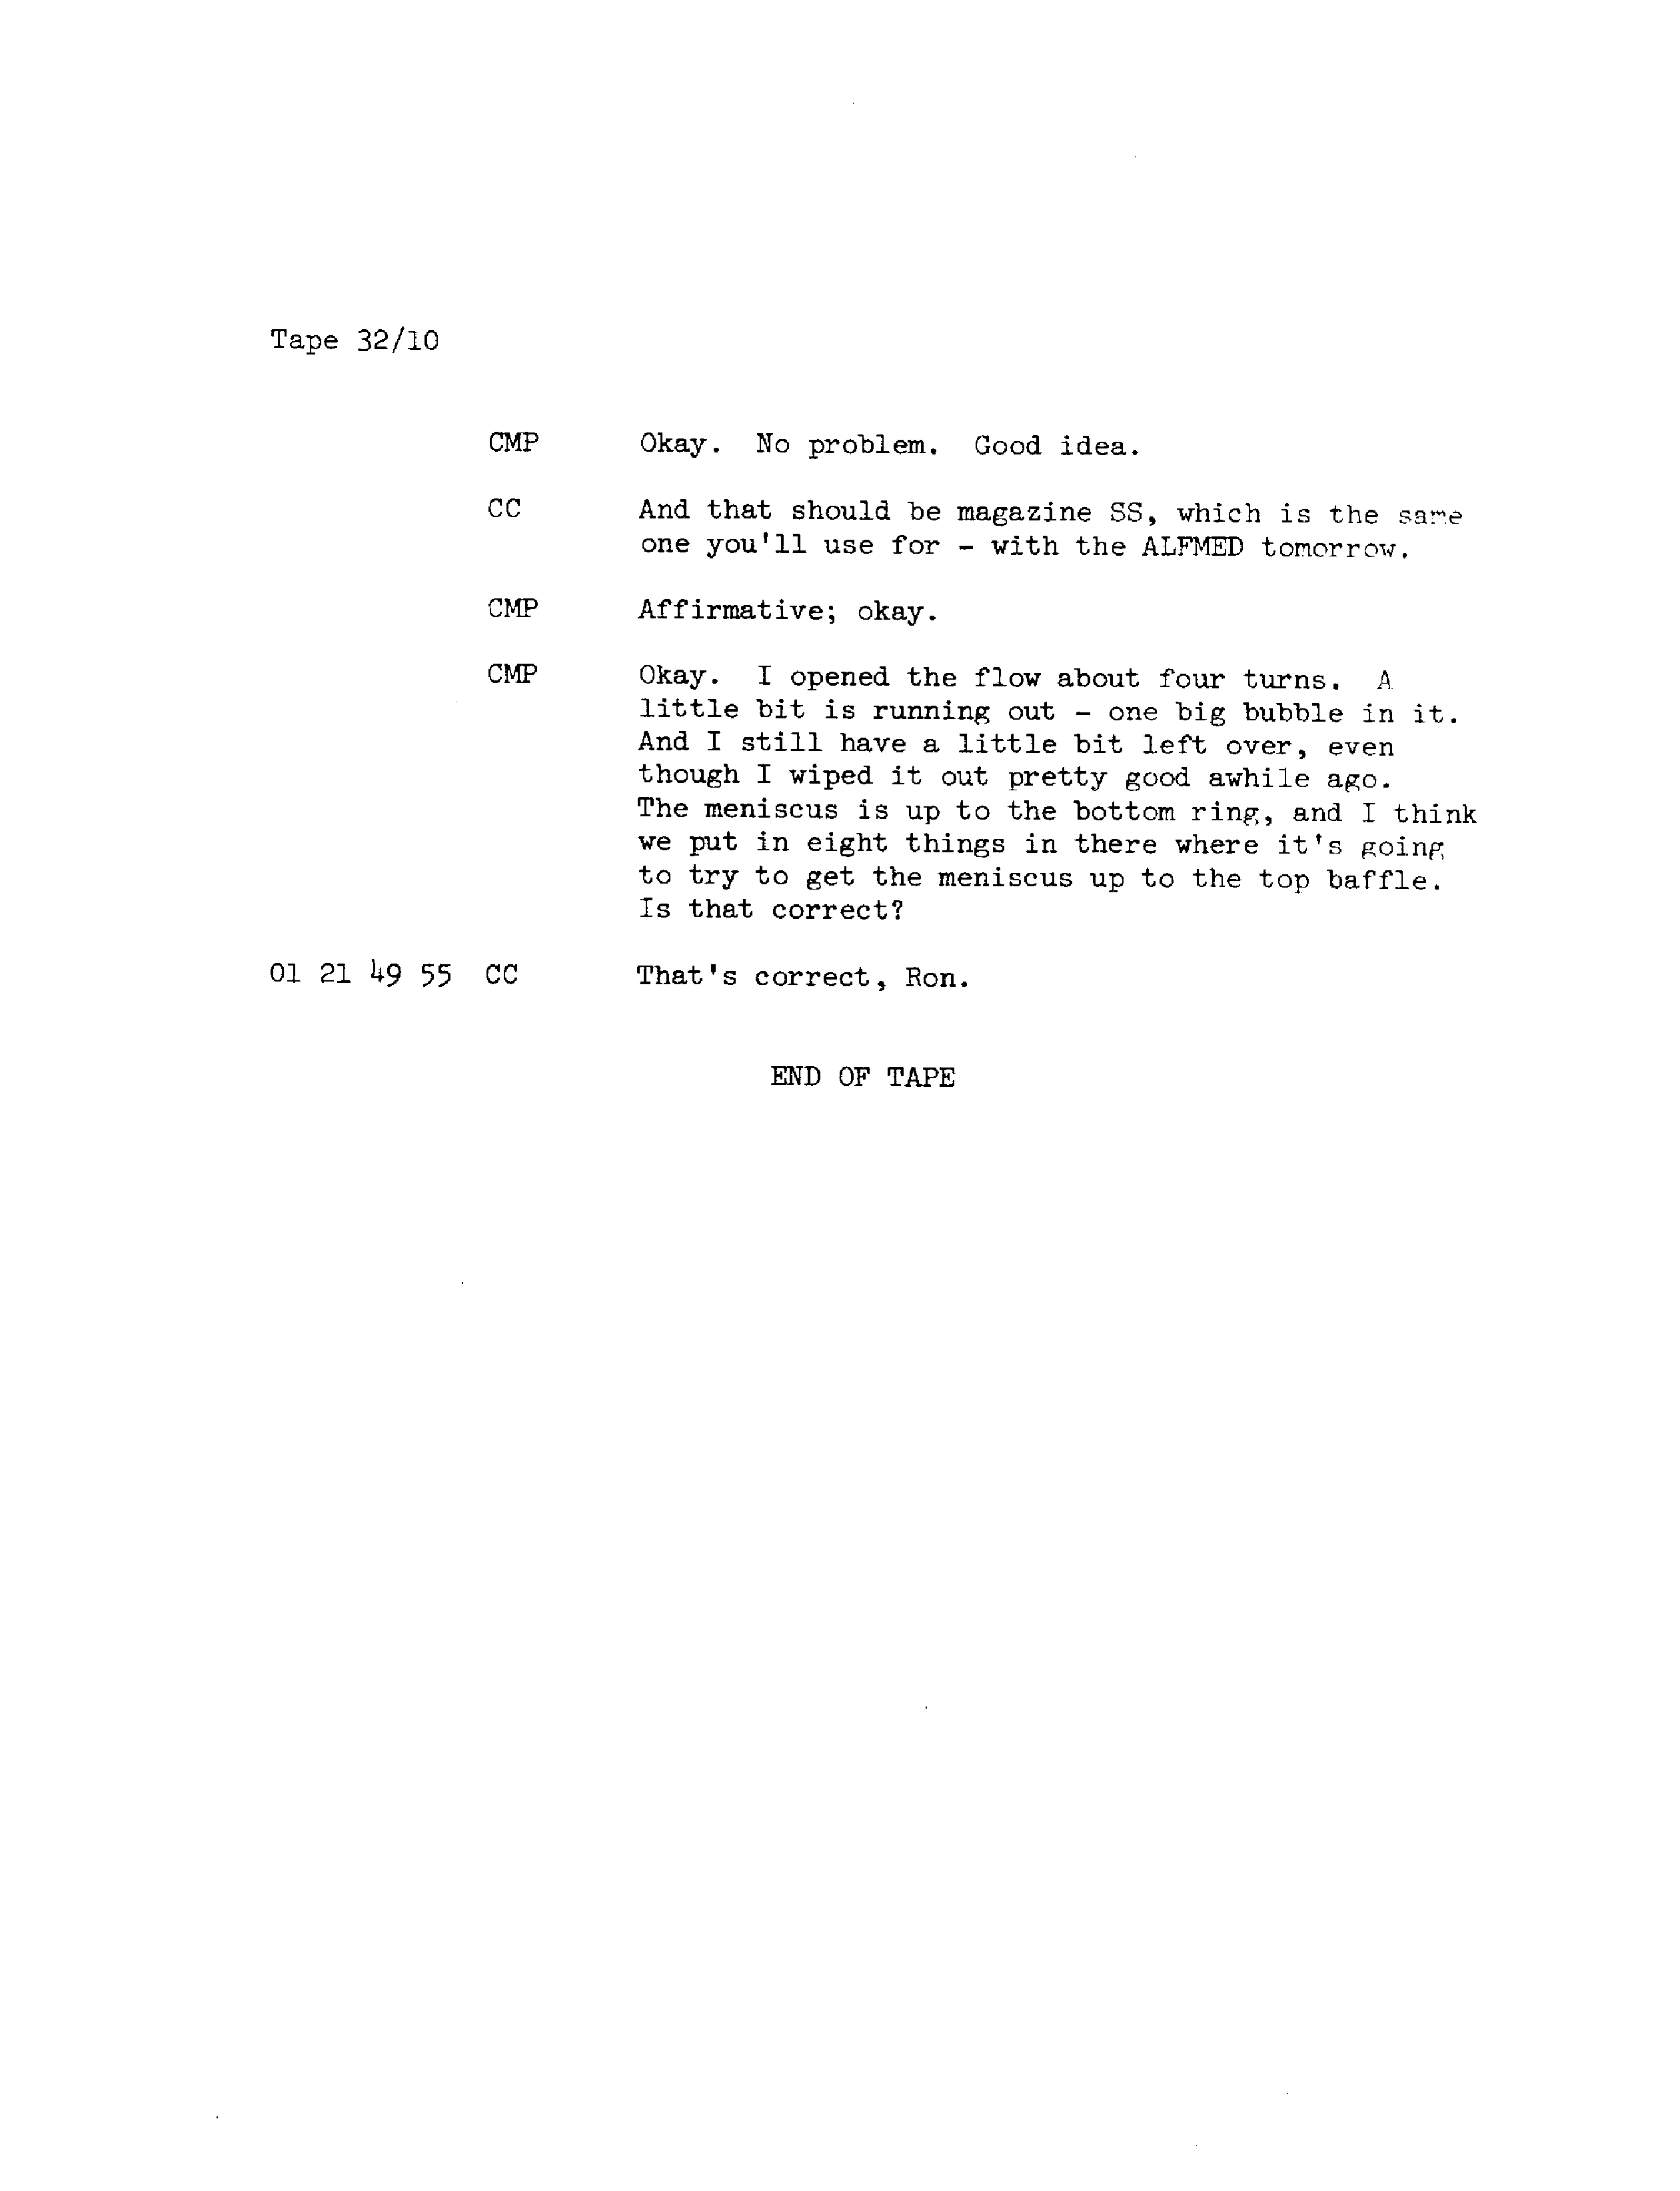 Tape 32/10
CMP Okay. No problem. Good idea.
CC And that should be magazine SS, which is the same
one you'll use for - with the ALFMED tomorrow.
CMP Affirmative; okay.
CMP Okay. I opened the flow about four turns. A
little bit is running out - one big bubble in it.
And I still have a little bit left over, even
though I wiped it out pretty good awhile ago.
The meniscus is up to the bottom ring, and I think
we put in eight things in there where it's going
to try to get the meniscus up to the top baffle.
Is that correct?
01 21 49 55 CC That's correct, Ron.
END OF TAPE